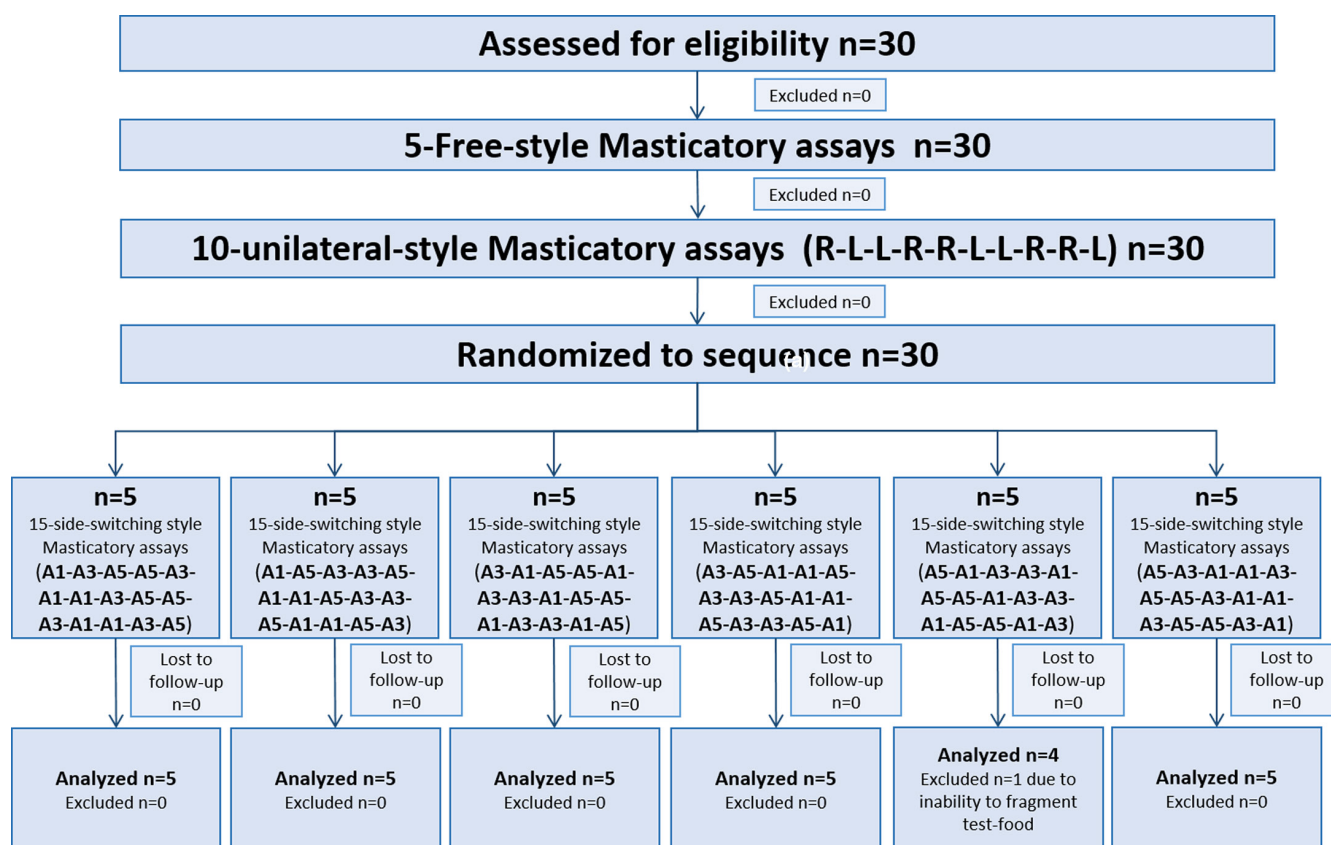 Assessed for eligibility n=30
Excluded n=0
5-Free-style Masticatory assays  n=30
Excluded n=0
10-unilateral-style Masticatory assays  (R-L-L-R-R-L-L-R-R-L) n=30
Excluded n=0
Randomized to sequence n=30
n=5
15-side-switching style
Masticatory assays
(A1-A3-A5-A5-A3-
A1-A1-A3-A5-A5-
A3-A1-A1-A3-A5)
n=5
15-side-switching style
Masticatory assays
(A1-A5-A3-A3-A5-
A1-A1-A5-A3-A3-
A5-A1-A1-A5-A3)
n=5
15-side-switching style
Masticatory assays
(A3-A1-A5-A5-A1-
A3-A3-A1-A5-A5-
A1-A3-A3-A1-A5)
n=5
15-side-switching style
Masticatory assays
(A3-A5-A1-A1-A5-
A3-A3-A5-A1-A1-
A5-A3-A3-A5-A1)
n=5
15-side-switching style
Masticatory assays
(A5-A1-A3-A3-A1-
A5-A5-A1-A3-A3-
A1-A5-A5-A1-A3)
n=5
15-side-switching style
Masticatory assays
(A5-A3-A1-A1-A3-
A5-A5-A3-A1-A1-
A3-A5-A5-A3-A1)
Lost to
follow-up
n=0
Lost to
follow-up
n=0
Lost to
follow-up
n=0
Lost to
follow-up
n=0
Lost to
follow-up
n=0
Lost to
follow-up
n=0
Analyzed n=5
Excluded n=0
Analyzed n=5
Excluded n=0
Analyzed n=5
Excluded n=0
Analyzed n=5
Excluded n=0
Analyzed n=4
Excluded n=1 due to
inability to fragment
test-food
Analyzed n=5
Excluded n=0